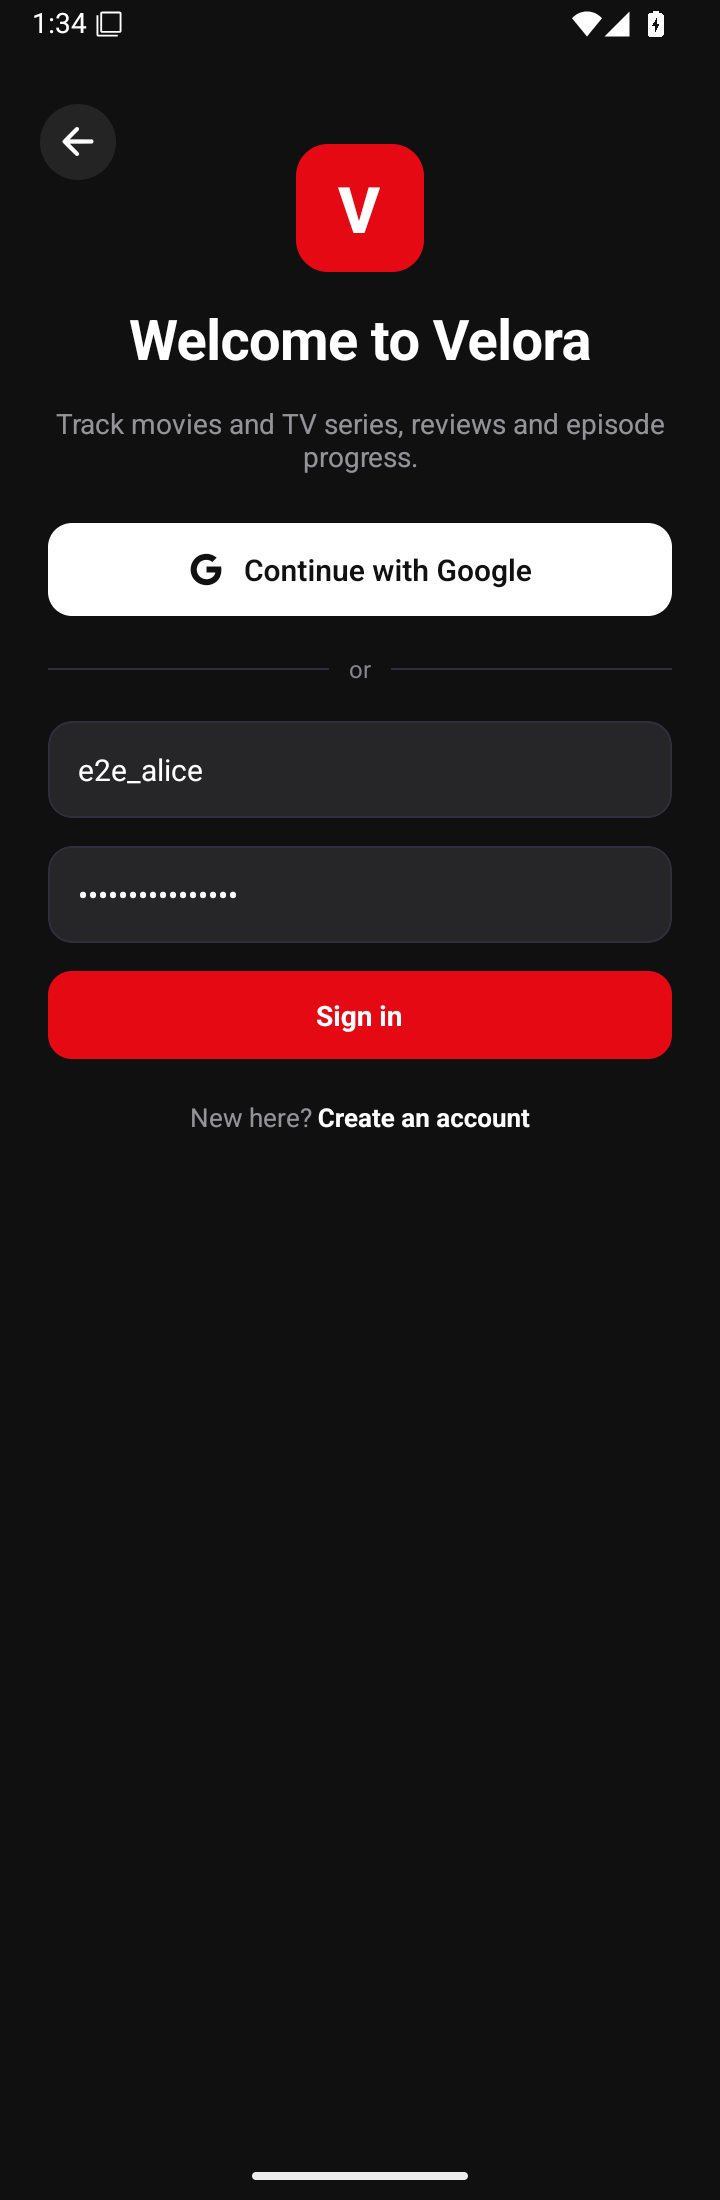 1:34
V
Welcome to Velora
Track movies and TV series, reviews and episode
progress.
G Continue with Google
or
e2e_alice
••••••••••••••••
Sign in
New here? Create an account